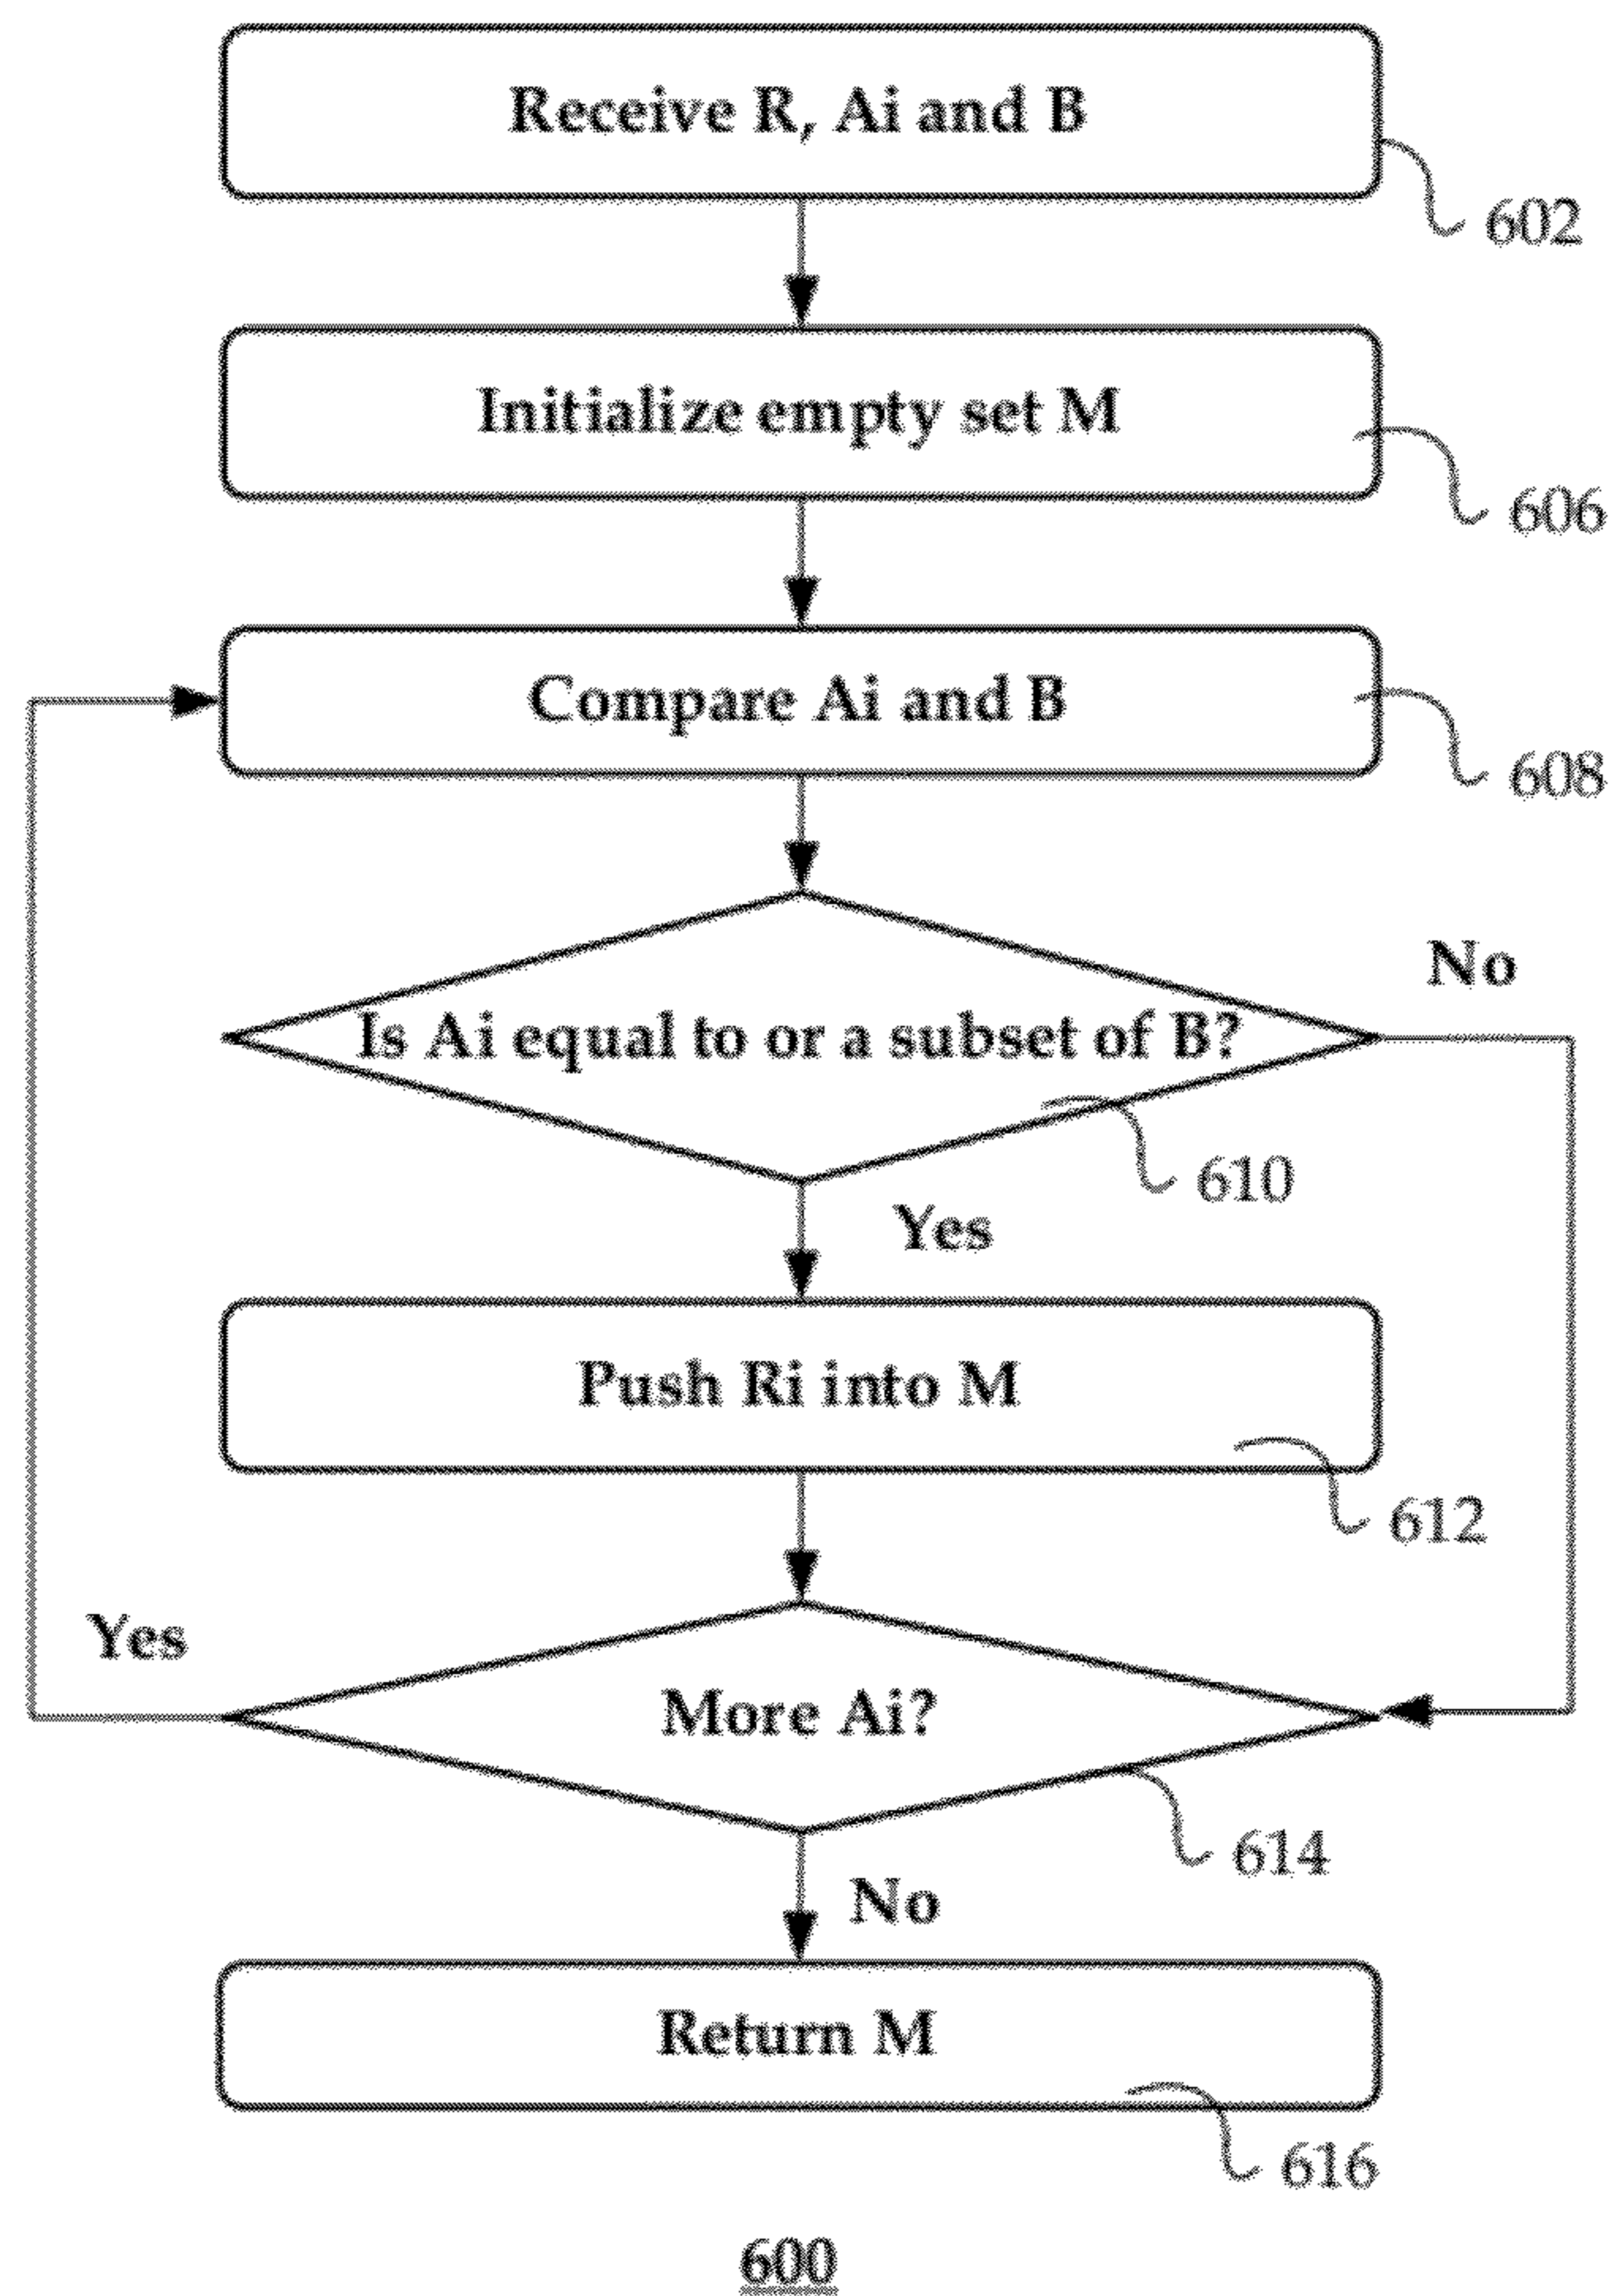 Receive R, Ai and B
602
Initialize empty set M
606
Compare Ai and B
608
No
Is Ai equal to or a subset of B?
610
Yes
Push Ri into M
612
Yes
More Ai?
614
No
Return M
616
600